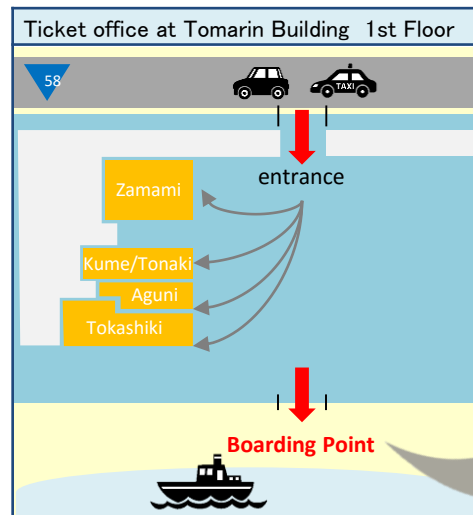 Ticket office at Tomarin Building 1st Floor
58
TAXI
entrance
Zamami
Kume/Tonaki
Aguni
Tokashiki
Boarding Point